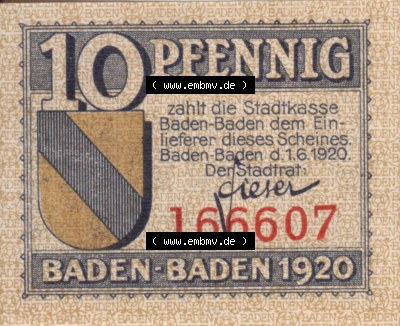 10 PFENNIG
( www.embmv.de )
zahlt die Stadtkasse
Baden-Baden dem Ein-
lieferer dieses Scheines.
Baden-Baden d.1.6.1920.
Der Stadtrat:
Fieser
166607
( www.embmv.de )
BADEN-BADEN 1920